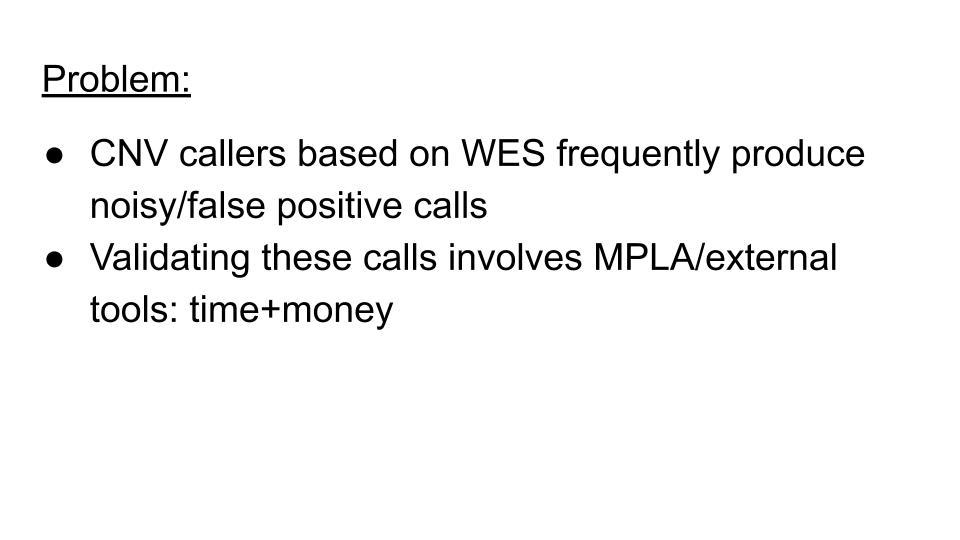 Problem:
● CNV callers based on WES frequently produce
noisy/false positive calls
● Validating these calls involves MPLA/external
tools: time+money